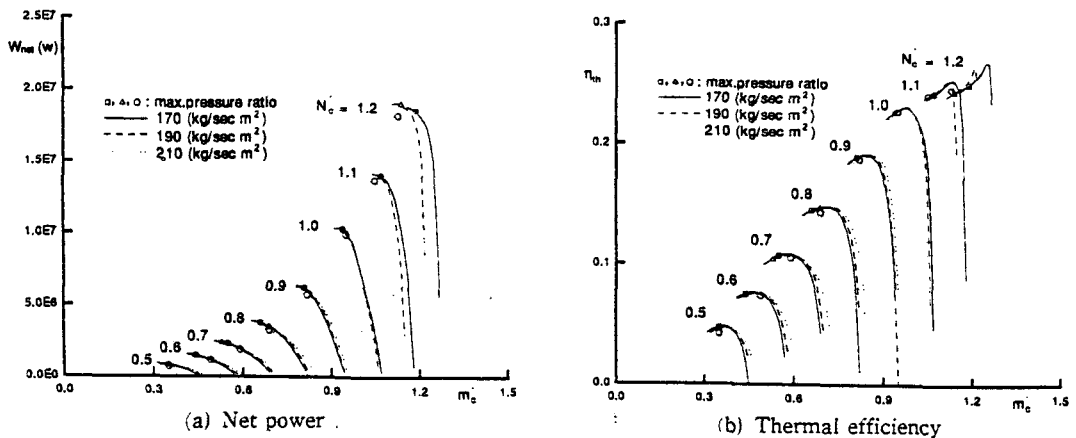 2.5E7
W_net (w)
2.0E7
□, △, ○ : max.pressure ratio
170 (kg/sec m²)
190 (kg/sec m²)
210 (kg/sec m²)
N_c = 1.2
1.5E7
1.1
1.0E7
1.0
0.9
5.0E6
0.8
0.7
0.6
0.5
0.0E0
0.0
0.3
0.6
0.9
1.2
m_c
1.5
(a) Net power
0.3
η_th
N_c = 1.2
□, △, ○ : max.pressure ratio
170 (kg/sec m²)
190 (kg/sec m²)
210 (kg/sec m²)
1.1
1.0
0.2
0.9
0.8
0.7
0.1
0.6
0.5
0.0
0.0
0.3
0.6
0.9
1.2
m_c
1.5
(b) Thermal efficiency